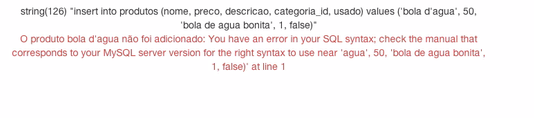 string(126) "insert into produtos (nome, preco, descricao, categoria_id, usado) values ('bola d'agua', 50,
'bola de agua bonita', 1, false)"
O produto bola d'agua não foi adicionado: You have an error in your SQL syntax; check the manual that
corresponds to your MySQL server version for the right syntax to use near 'agua', 50, 'bola de agua bonita',
1, false)' at line 1